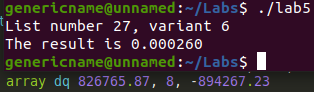 genericname@unnamed:~/Labs$ ./lab5
List number 27, variant 6
The result is 0.000260
genericname@unnamed:~/Labs$
array dq 826765.87, 8, -894267.23